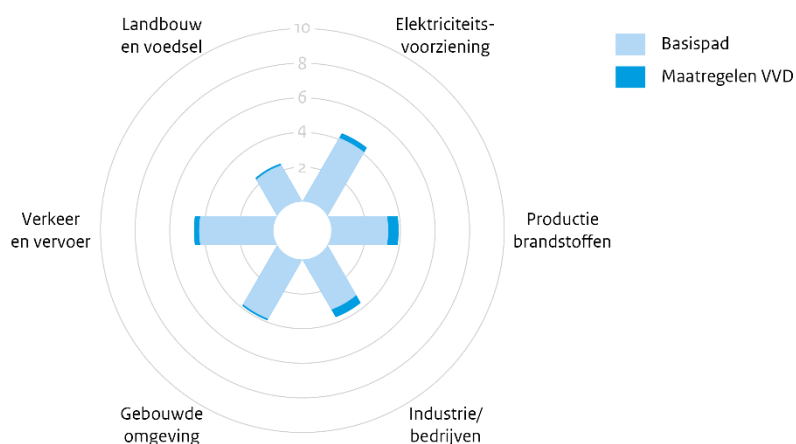 Landbouw
en voedsel
Elektriciteits-
voorziening
10
8
6
4
2
Basispad
Maatregelen VVD
Verkeer
en vervoer
Productie
brandstoffen
Gebouwde
omgeving
Industrie/
bedrijven